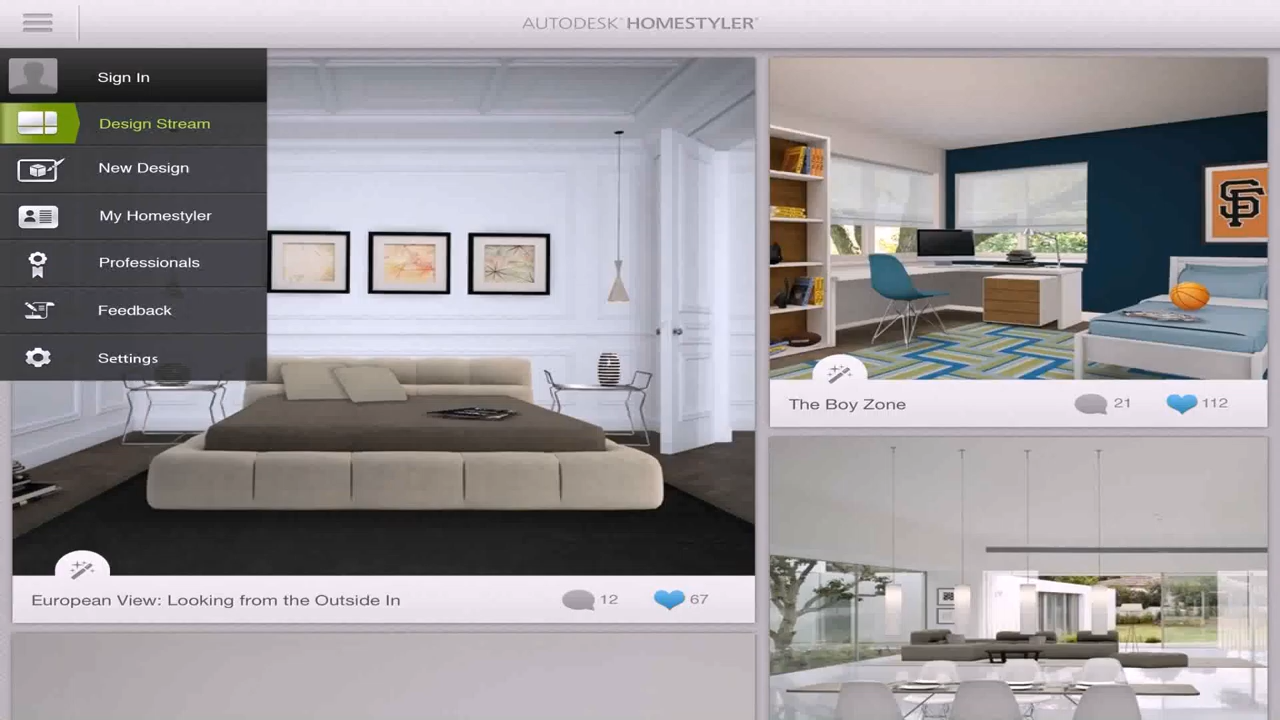 AUTODESK® HOMESTYLER®
Sign In
Design Stream
New Design
My Homestyler
Professionals
Feedback
Settings
SF
The Boy Zone
21
112
European View: Looking from the Outside In
12
67